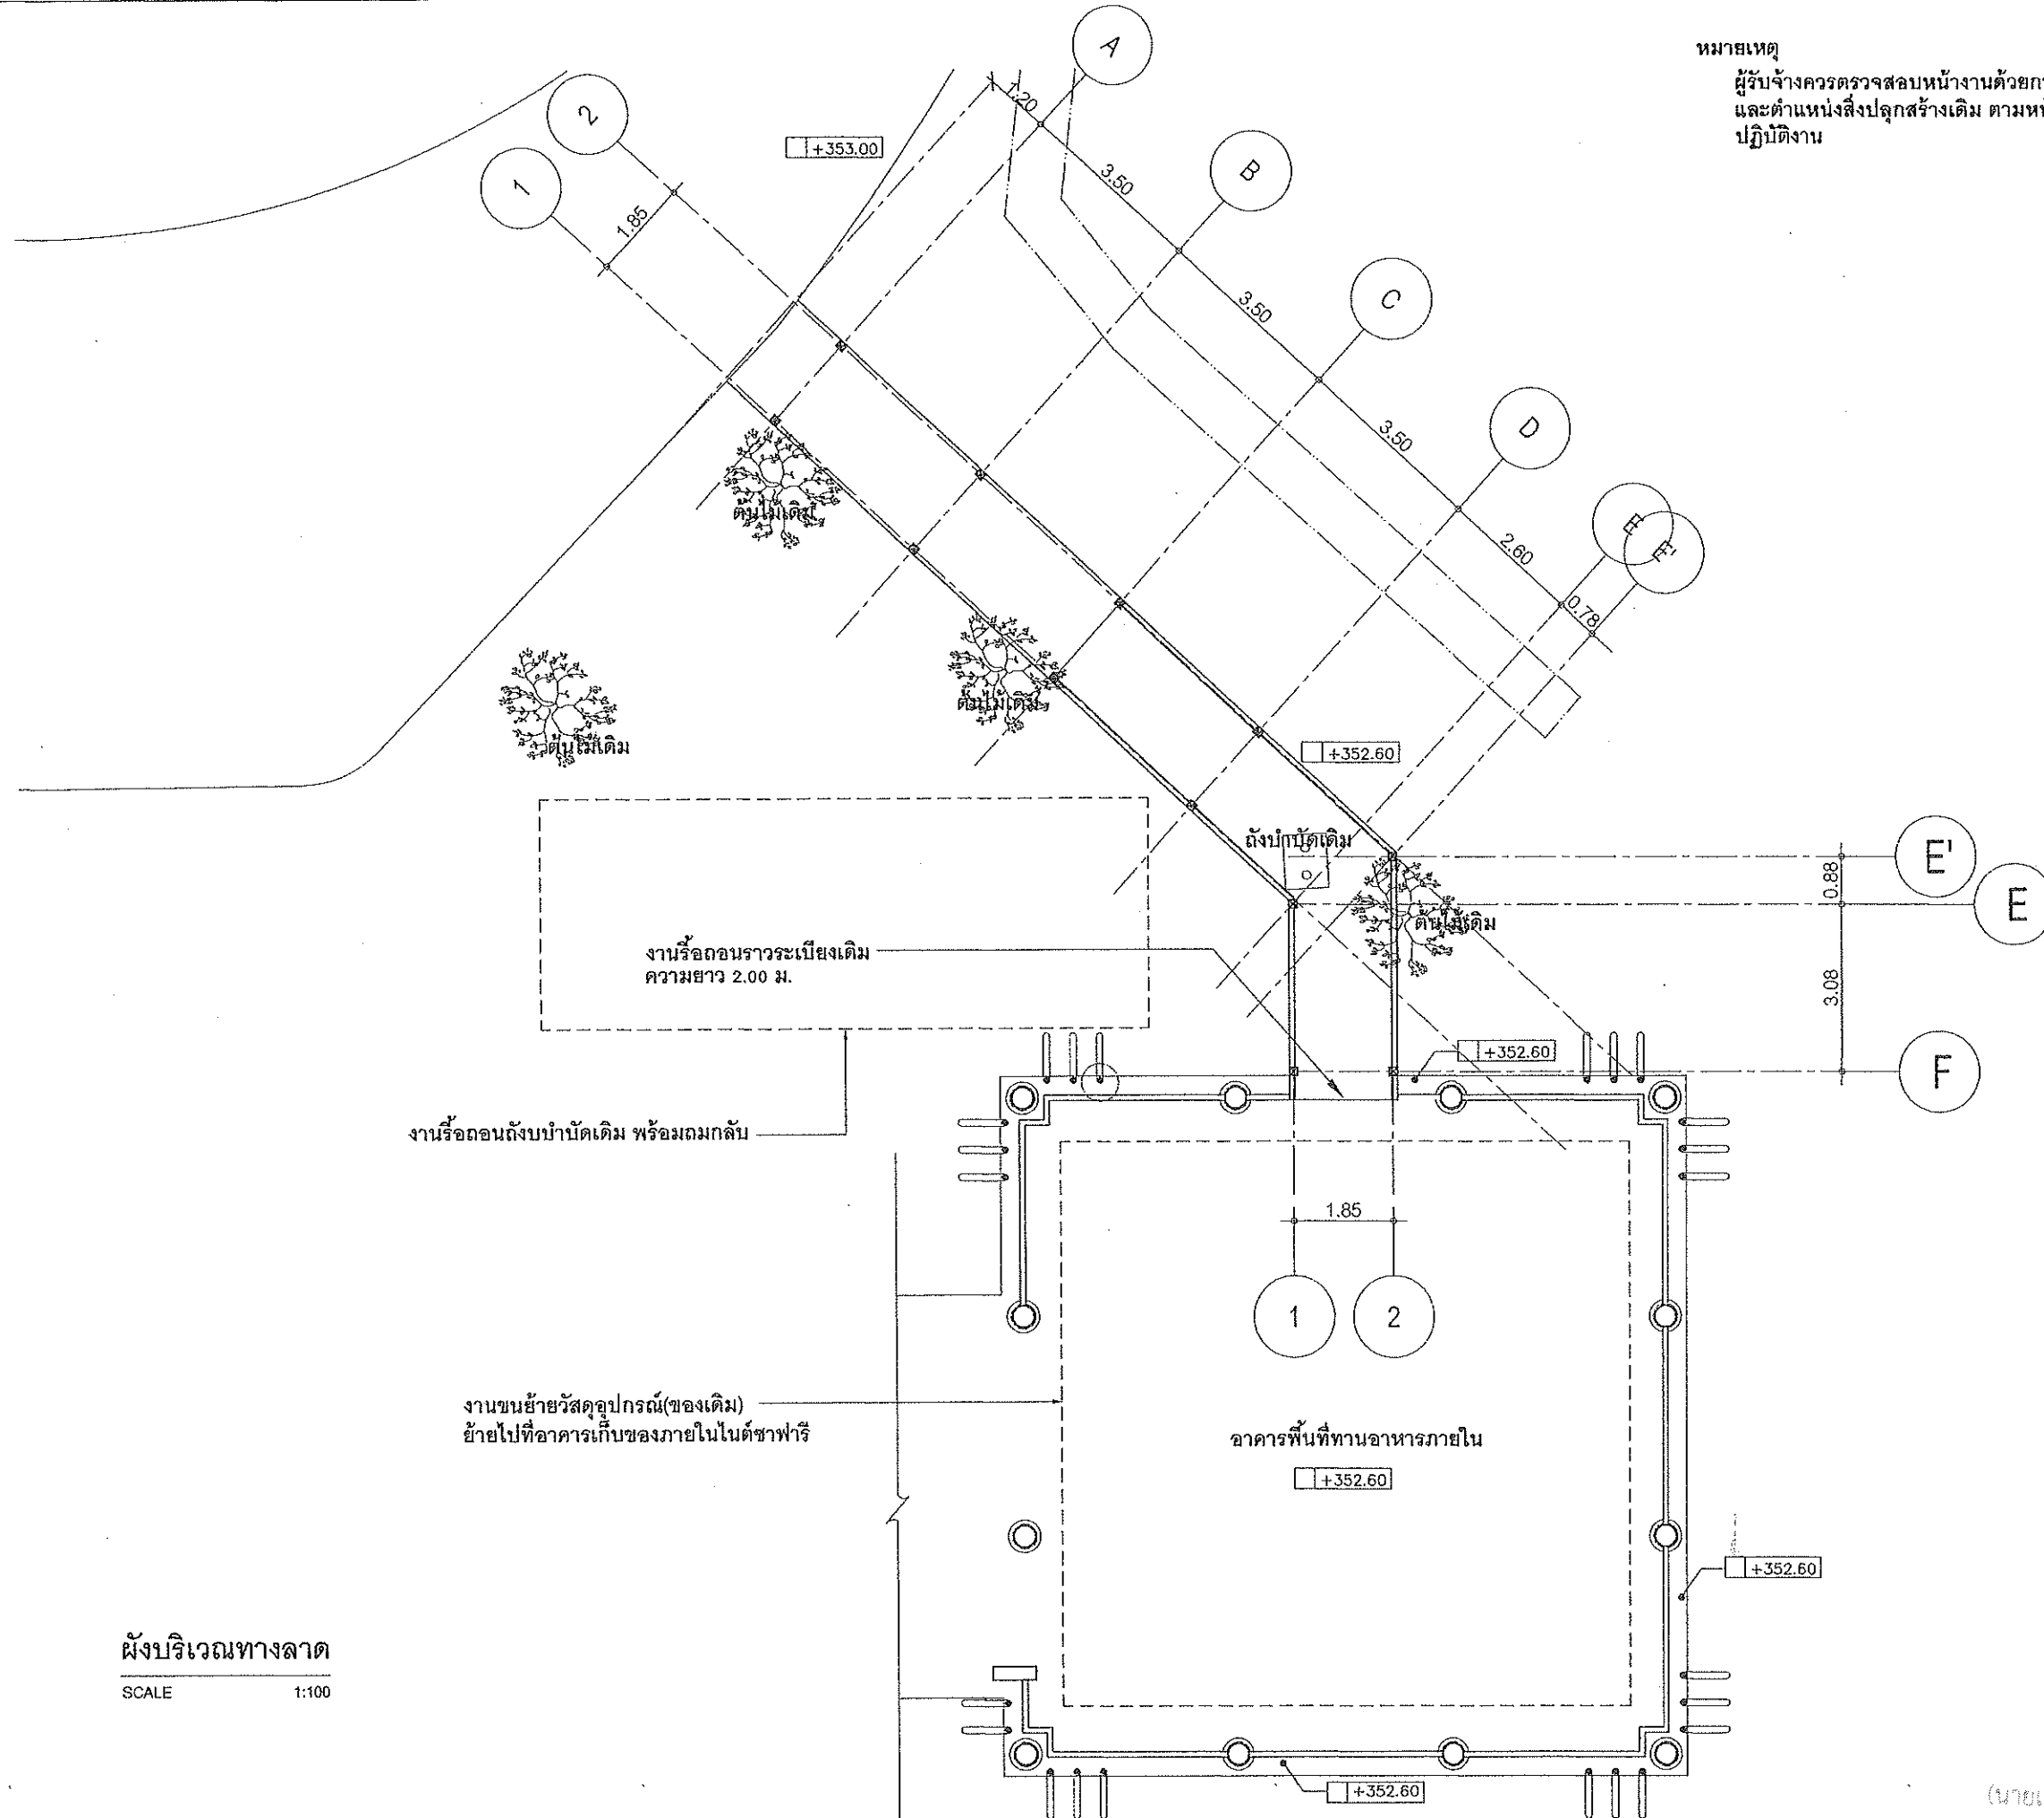 หมายเหตุ
ผู้รับจ้างควรตรวจสอบหน้างานด้วย
และตำแหน่งสิ่งปลูกสร้างเดิม
ปฏิบัติงาน
A
2
1
B
C
D
E
E'
1.20
3.50
3.50
3.50
2.60
0.78
1.85
+353.00
ต้นไม้เดิม
ต้นไม้เดิม
ต้นไม้เดิม
+352.60
ถังบำบัดเดิม
ต้นไม้เดิม
E'
0.88
E
3.08
F
งานรื้อถอนราวระเบียงเดิม
ความยาว 2.00 ม.
+352.60
งานรื้อถอนถังบบำบัดเดิม พร้อมถมกลับ
1.85
1
2
งานขนย้ายวัสดุอุปกรณ์(ของเดิม)
ย้ายไปที่อาคารเก็บของภายในไนต์ซาฟารี
อาคารพื้นที่ทานอาหารภายใน
+352.60
+352.60
ผังบริเวณทางลาด
SCALE 1:100
+352.60